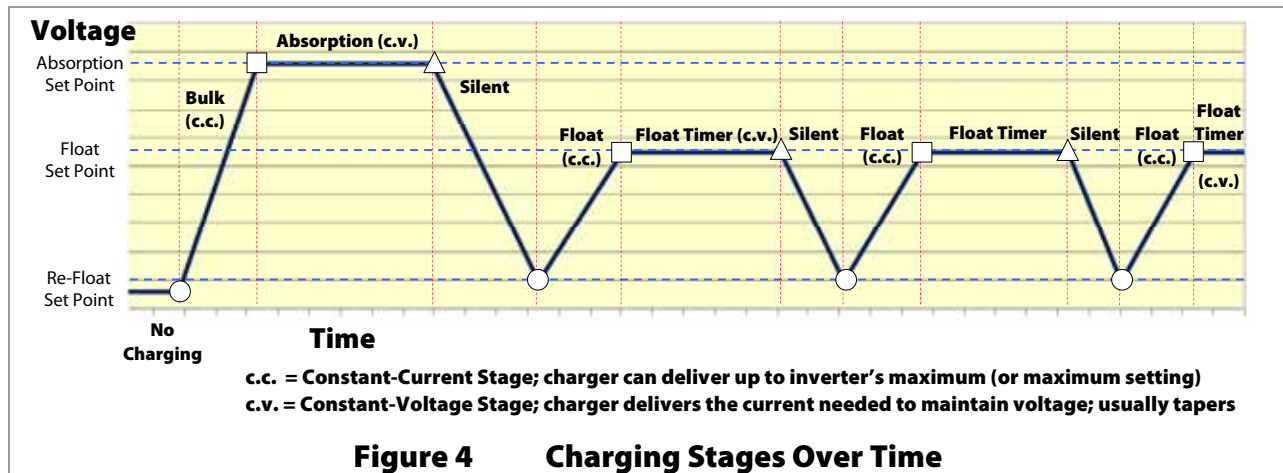 Voltage
Absorption
Set Point
Absorption (c.v.)
Bulk
(c.c.)
Silent
Float
Set Point
Float
(c.c.)
Float Timer (c.v.)
Silent
Float
(c.c.)
Float Timer
Silent
Float
(c.c.)
Float
Timer
(c.v.)
Re-Float
Set Point
No
Charging
Time
c.c. = Constant-Current Stage; charger can deliver up to inverter's maximum (or maximum setting)
c.v. = Constant-Voltage Stage; charger delivers the current needed to maintain voltage; usually tapers
Figure 4 Charging Stages Over Time